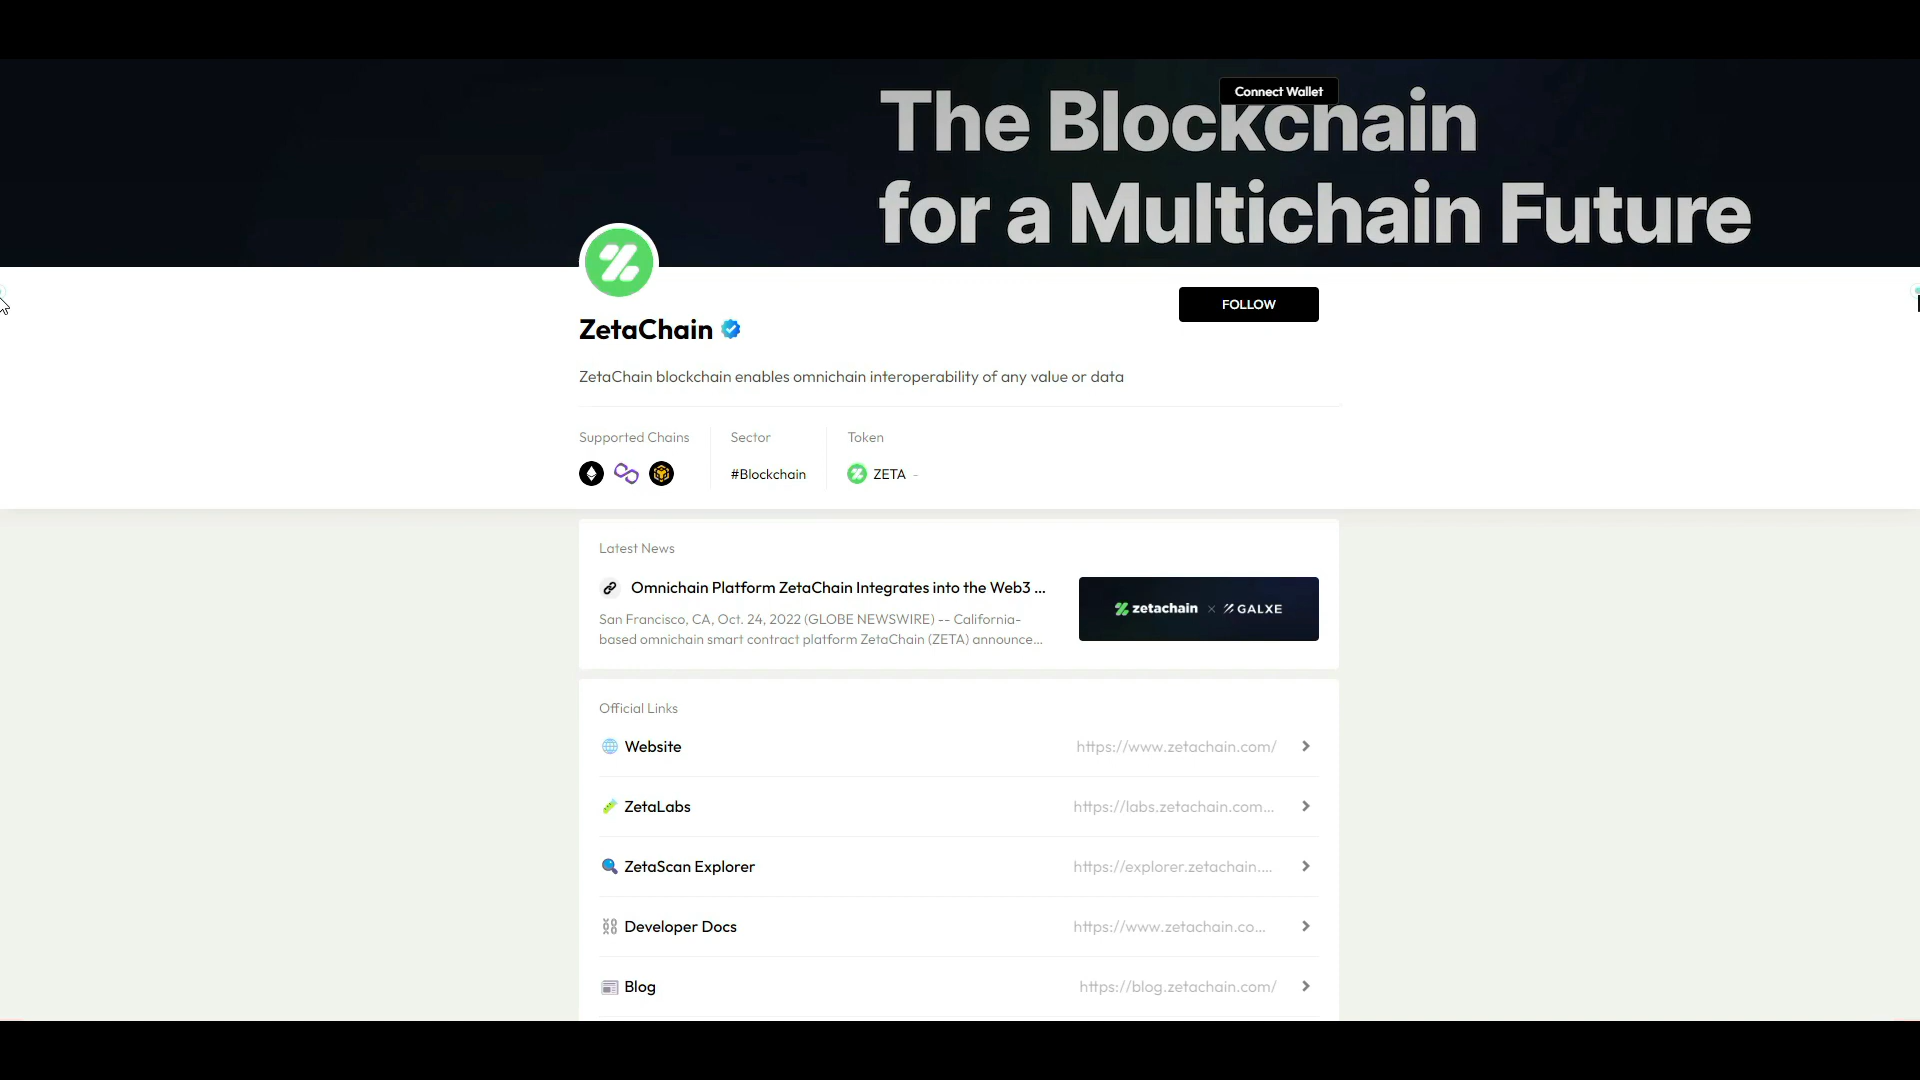 Connect Wallet
The Blockchain
for a Multichain Future
FOLLOW
ZetaChain
ZetaChain blockchain enables omnichain interoperability of any value or data
Supported Chains
Sector
Token
#Blockchain
ZETA -
Latest News
Omnichain Platform ZetaChain Integrates into the Web3 ...
San Francisco, CA, Oct. 24, 2022 (GLOBE NEWSWIRE) -- California-
based omnichain smart contract platform ZetaChain (ZETA) announce...
zetachain × GALXE
Official Links
Website
https://www.zetachain.com/
ZetaLabs
https://labs.zetachain.com...
ZetaScan Explorer
https://explorer.zetachain....
Developer Docs
https://www.zetachain.co...
Blog
https://blog.zetachain.com/